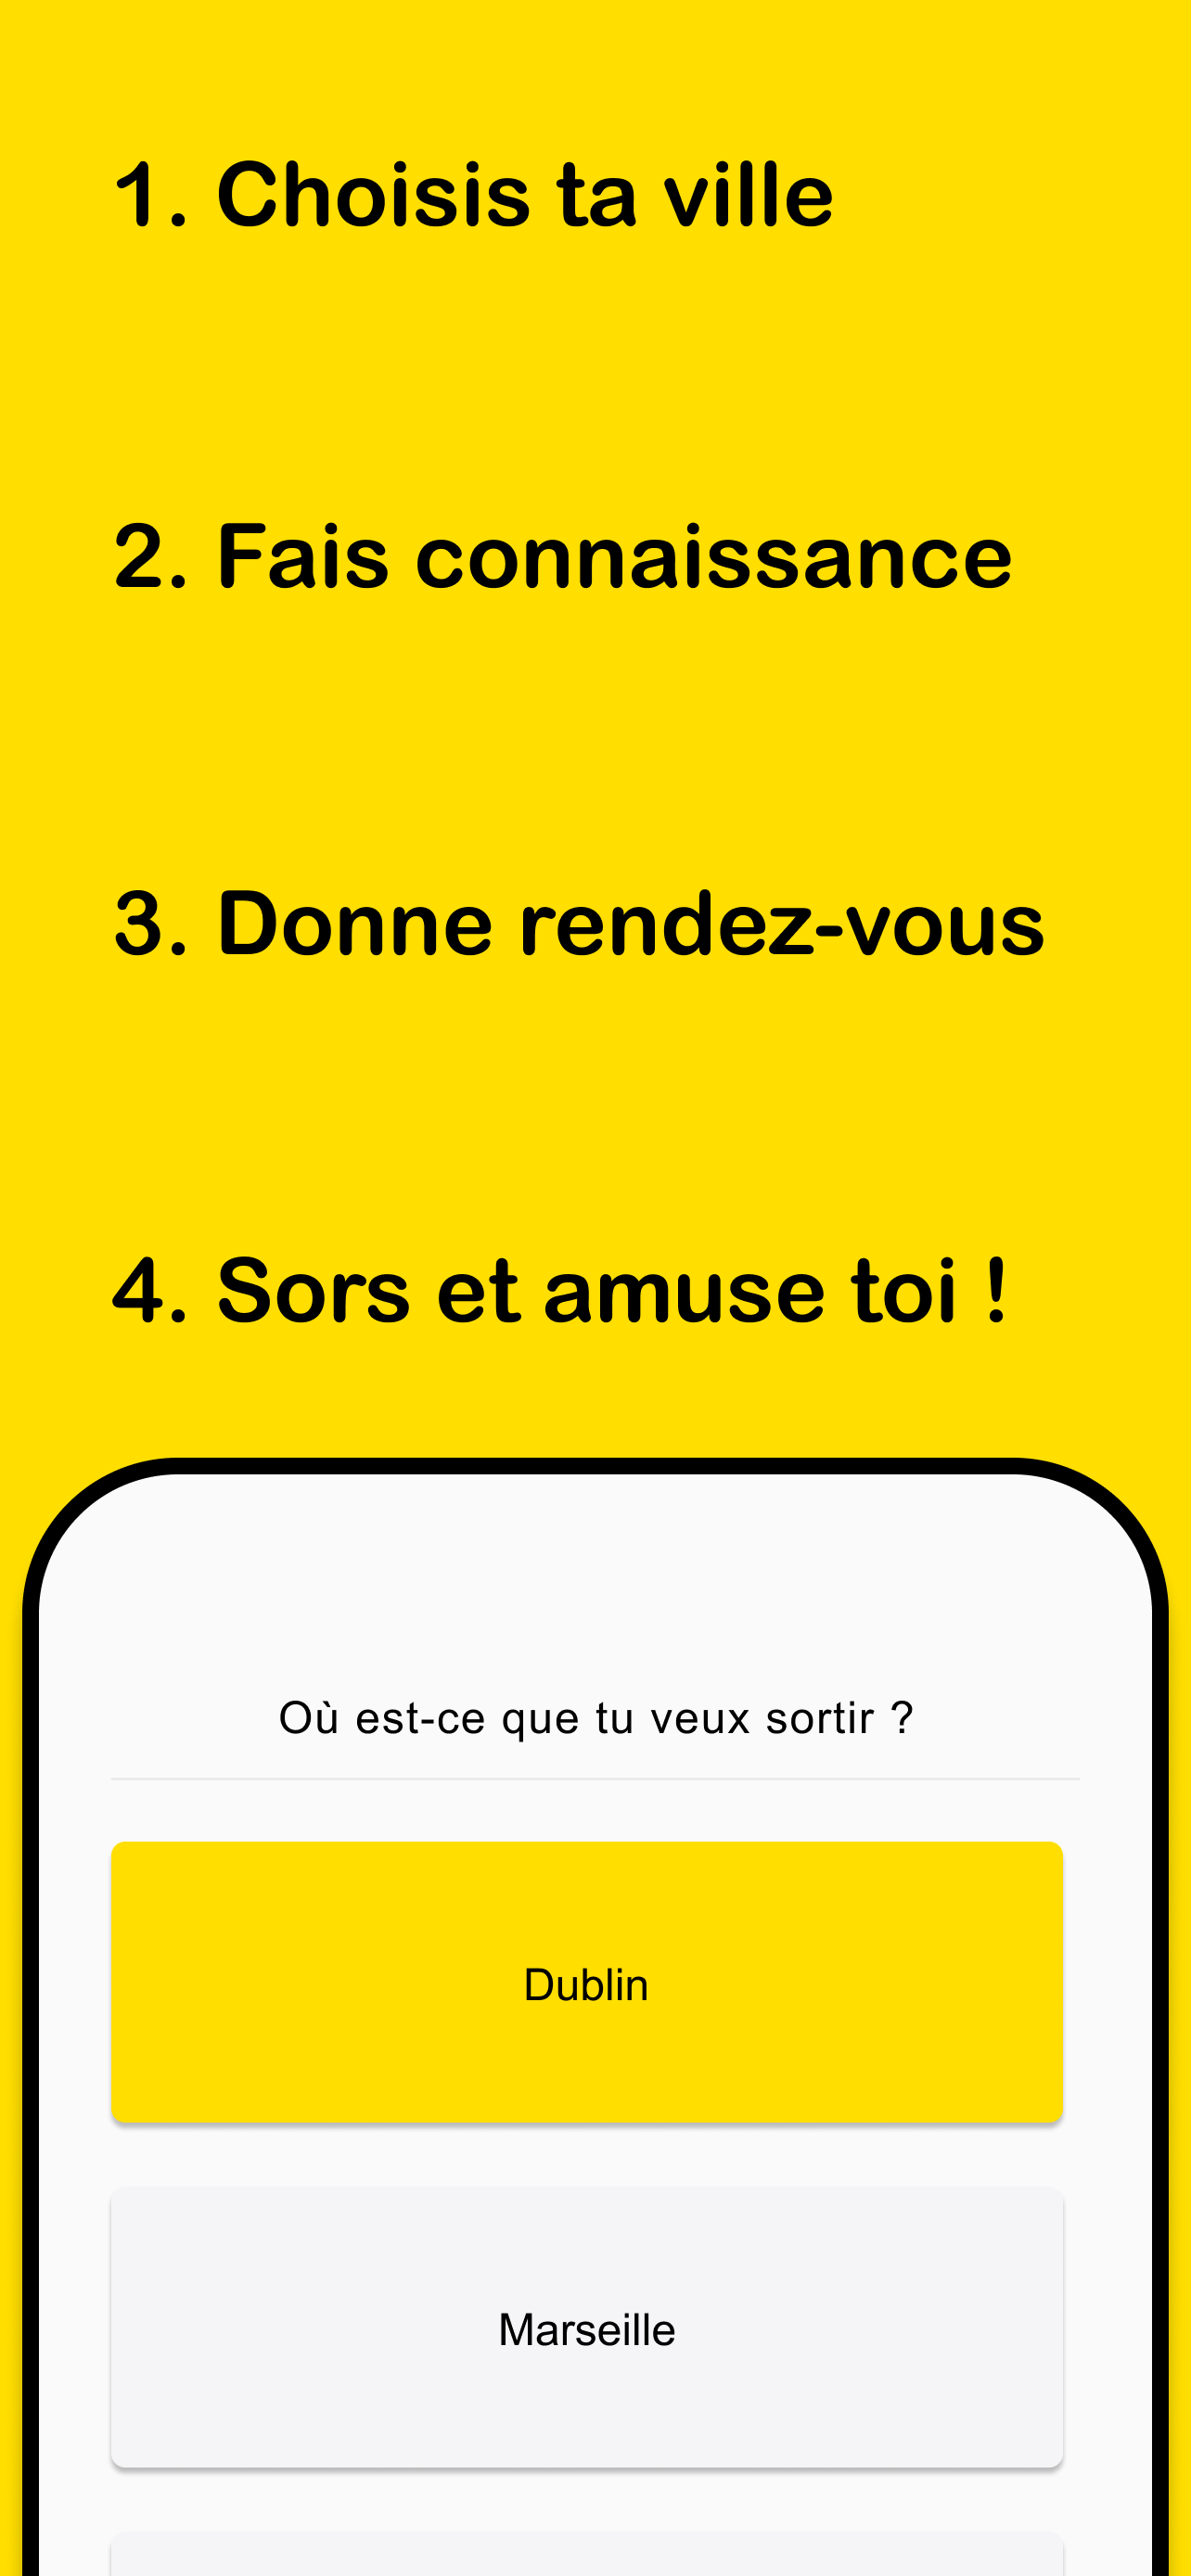 1. Choisis ta ville
2. Fais connaissance
3. Donne rendez-vous
4. Sors et amuse toi !
Où est-ce que tu veux sortir ?
Dublin
Marseille